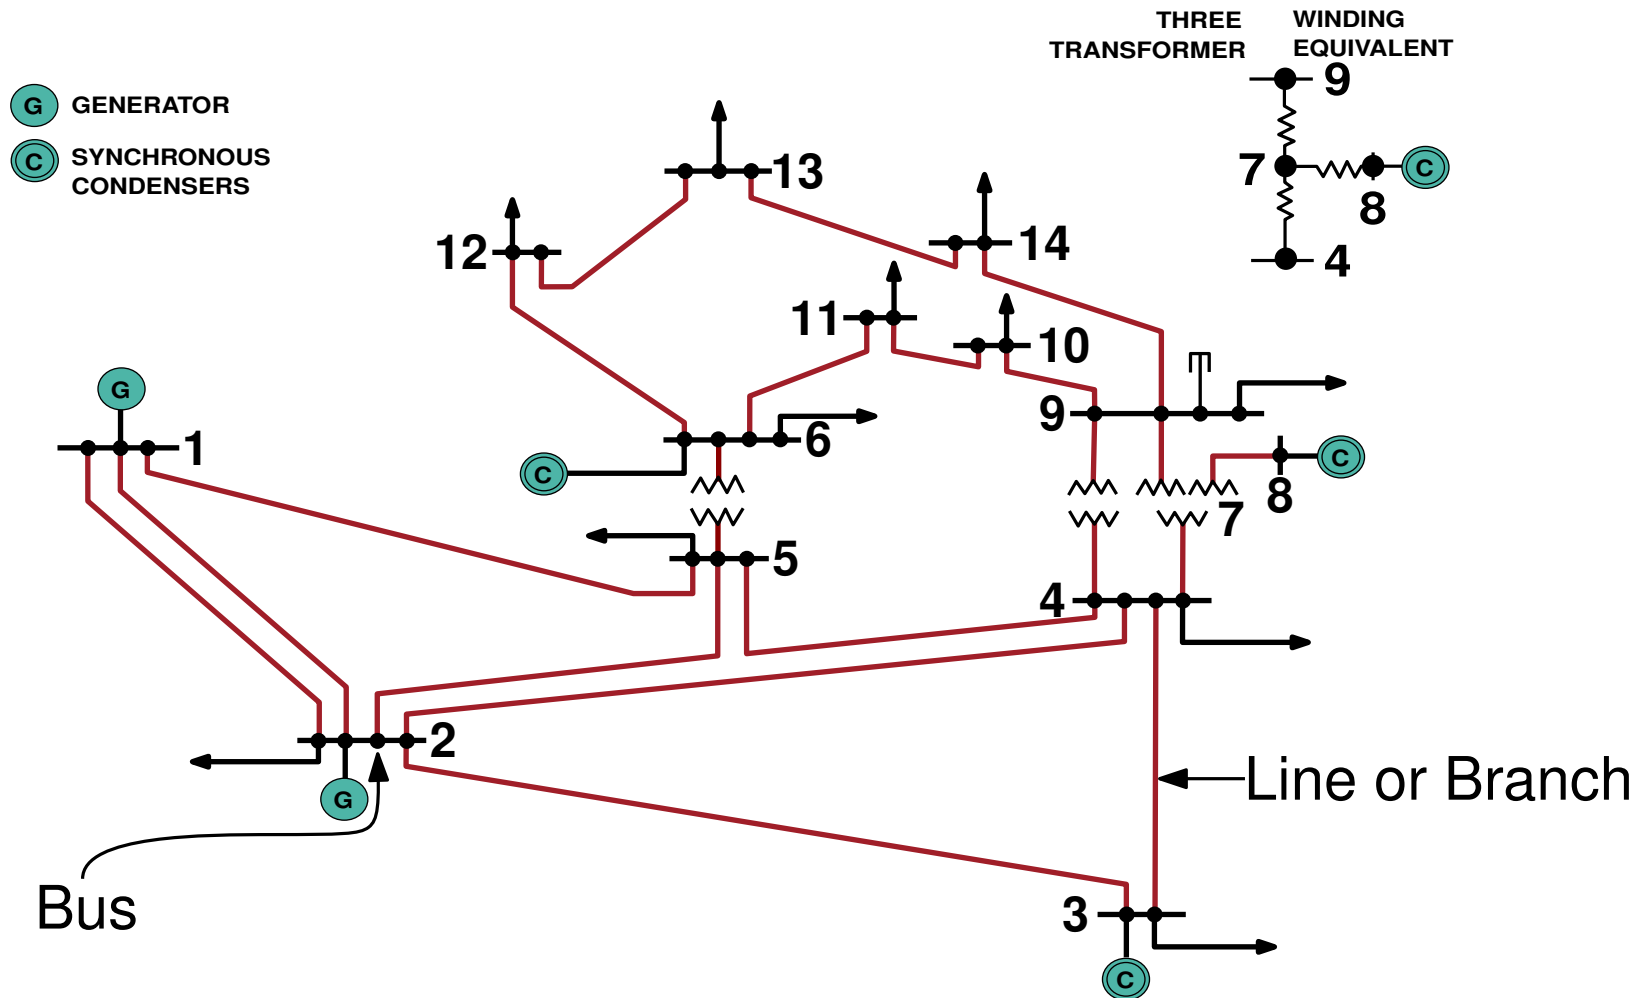 THREE WINDING
TRANSFORMER EQUIVALENT
9
7
C
8
4
G GENERATOR
C SYNCHRONOUS
CONDENSERS
13
12
14
11
10
G
9
1
6
C
C
8
7
5
4
2
G
Line or Branch
Bus
3
C